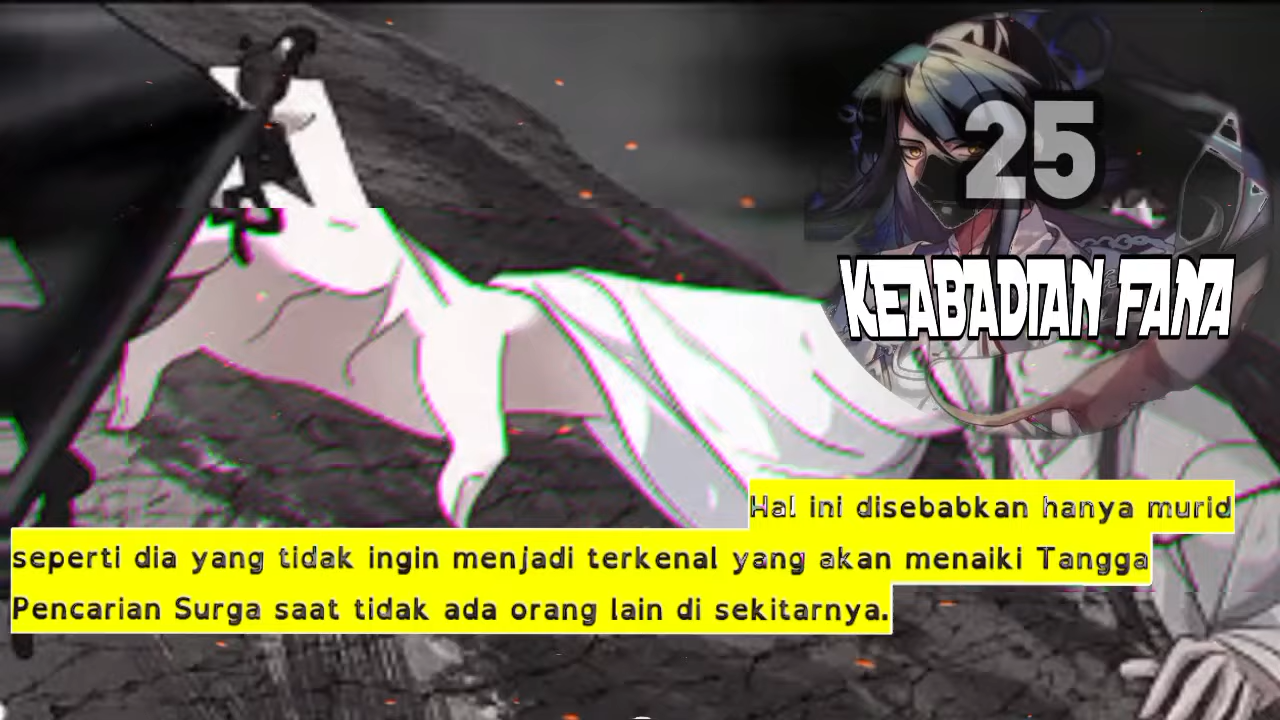 25
KEABADIAN FANA
Hal ini disebabkan hanya murid
seperti dia yang tidak ingin menjadi terkenal yang akan menaiki Tangga
Pencarian Surga saat tidak ada orang lain di sekitarnya.